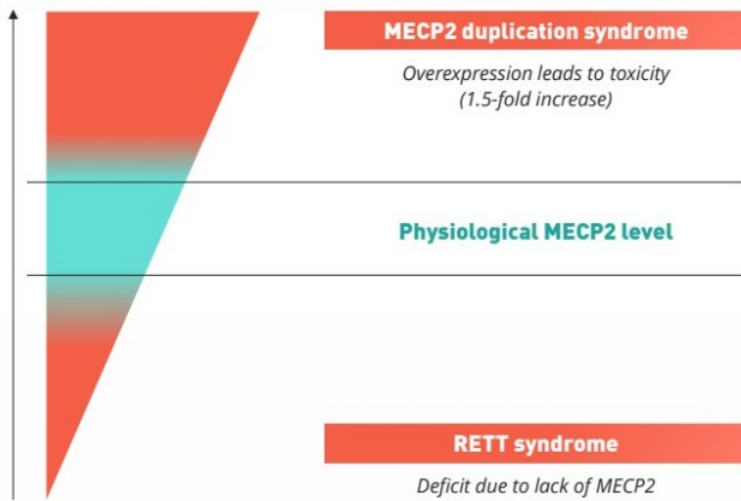 MECP2 duplication syndrome
Overexpression leads to toxicity
(1.5-fold increase)
Physiological MECP2 level
RETT syndrome
Deficit due to lack of MECP2